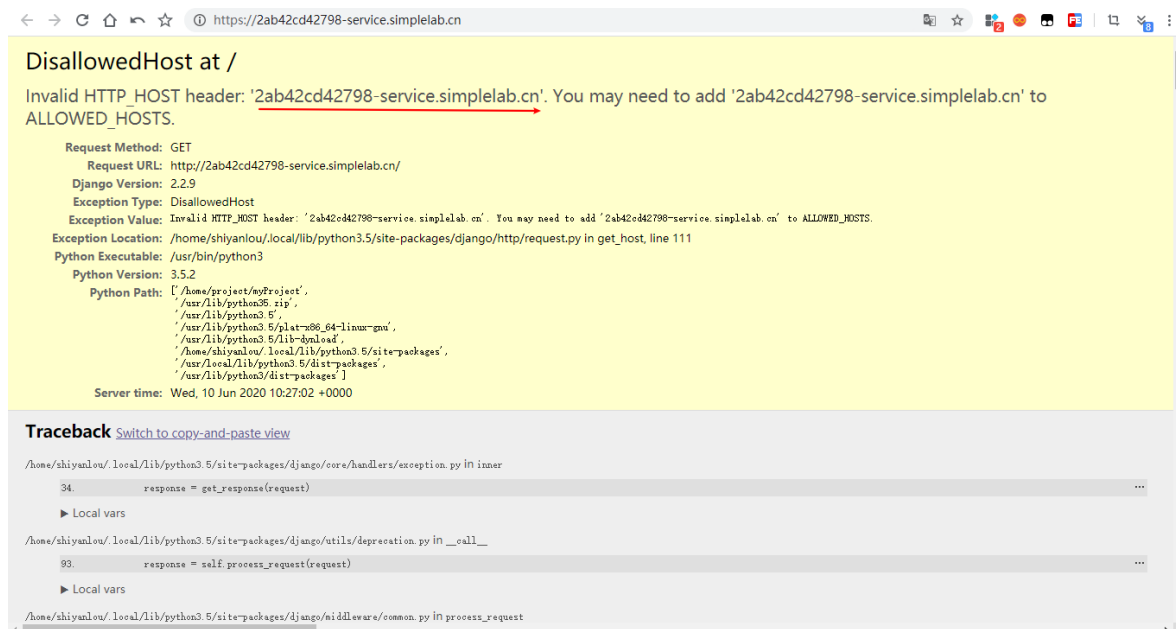 https://2ab42cd42798-service.simplelab.cn
2
8
DisallowedHost at /
Invalid HTTP_HOST header: '2ab42cd42798-service.simplelab.cn'. You may need to add '2ab42cd42798-service.simplelab.cn' to
ALLOWED_HOSTS.
Request Method: GET
Request URL: http://2ab42cd42798-service.simplelab.cn/
Django Version: 2.2.9
Exception Type: DisallowedHost
Exception Value: Invalid HTTP_HOST header: '2ab42cd42798-service.simplelab.cn'. You may need to add '2ab42cd42798-service.simplelab.cn' to ALLOWED_HOSTS.
Exception Location: /home/shiyanlou/.local/lib/python3.5/site-packages/django/http/request.py in get_host, line 111
Python Executable: /usr/bin/python3
Python Version: 3.5.2
Python Path: ['/home/project/myProject',
'/usr/lib/python35.zip',
'/usr/lib/python3.5',
'/usr/lib/python3.5/plat-x86_64-linux-gnu',
'/usr/lib/python3.5/lib-dynload',
'/home/shiyanlou/.local/lib/python3.5/site-packages',
'/usr/local/lib/python3.5/dist-packages',
'/usr/lib/python3/dist-packages']
Server time: Wed, 10 Jun 2020 10:27:02 +0000
Traceback Switch to copy-and-paste view
/home/shiyanlou/.local/lib/python3.5/site-packages/django/core/handlers/exception.py in inner
34. response = get_response(request) ...
▶ Local vars
/home/shiyanlou/.local/lib/python3.5/site-packages/django/utils/deprecation.py in __call__
93. response = self.process_request(request) ...
▶ Local vars
/home/shiyanlou/.local/lib/python3.5/site-packages/django/middleware/common.py in process_request